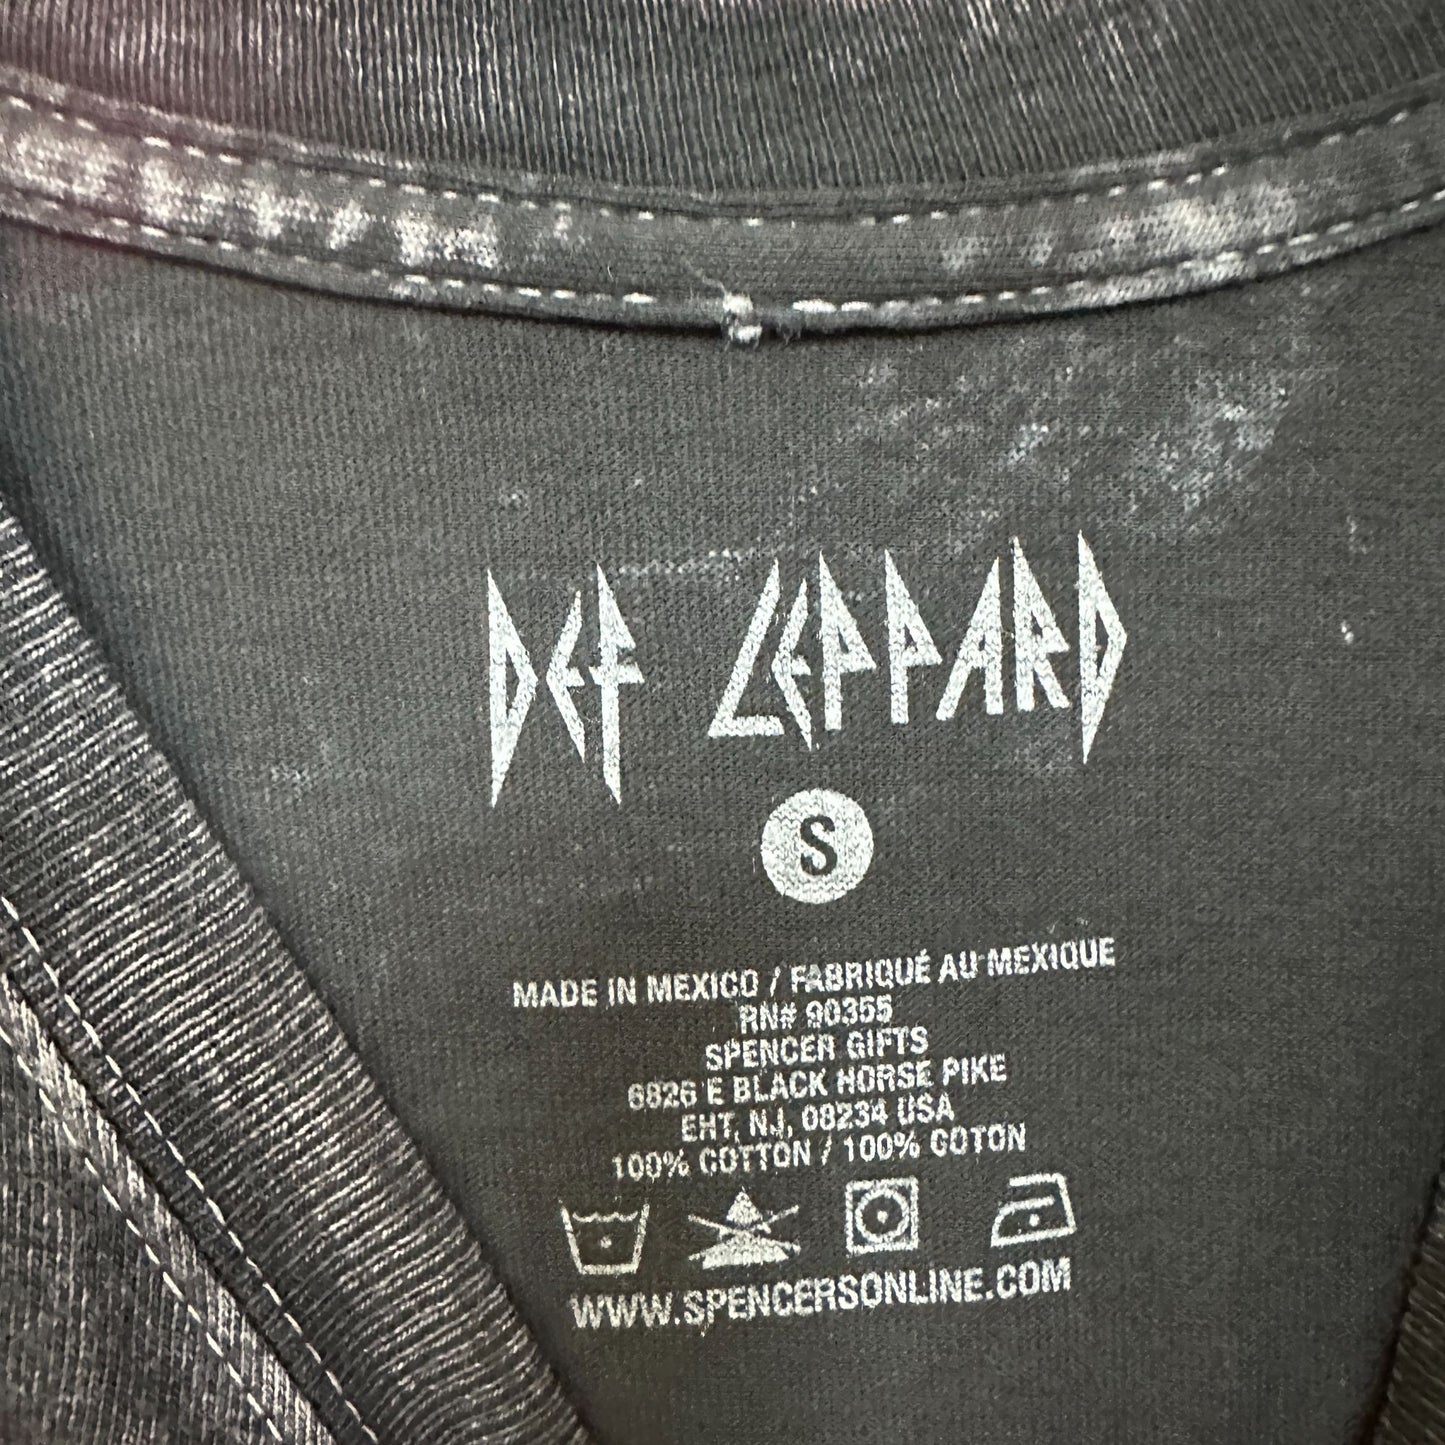 DEF LEPPARD
S
MADE IN MEXICO / FABRIQUÉ AU MEXIQUE
RN# 90355
SPENCER GIFTS
6826 E BLACK HORSE PIKE
EHT, NJ, 08234 USA
100% COTTON / 100% COTON
WWW.SPENCERSONLINE.COM